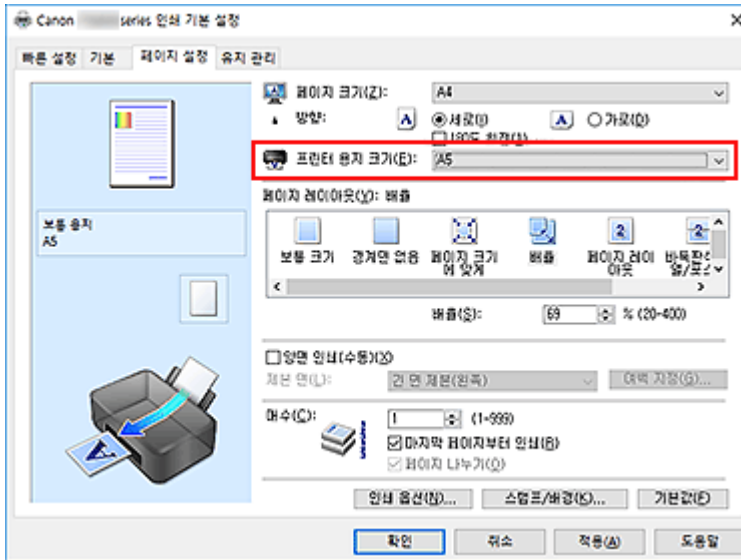 Canon series 인쇄 기본 설정
빠른 설정 기본 페이지 설정 유지 관리
페이지 크기(Z): A4
방향: A 세로(I) A 가로(O)
프린터 용지 크기(E): A5
페이지 레이아웃(Y): 배율
보통 용지
A5
보통 크기 경계면 없음 페이지 크기에 맞게 배율 페이지 레이아웃
배율(S): 69 % (20-400)
양면 인쇄(수동)(X)
제본 면(L): 긴 면 제본(왼쪽) 여백 지정(G)...
매수(C): 1 (1-999)
마지막 페이지부터 인쇄(R)
페이지 나누기(Q)
인쇄 옵션(N)... 스탬프/배경(K)... 기본값(F)
확인 취소 적용(A) 도움말